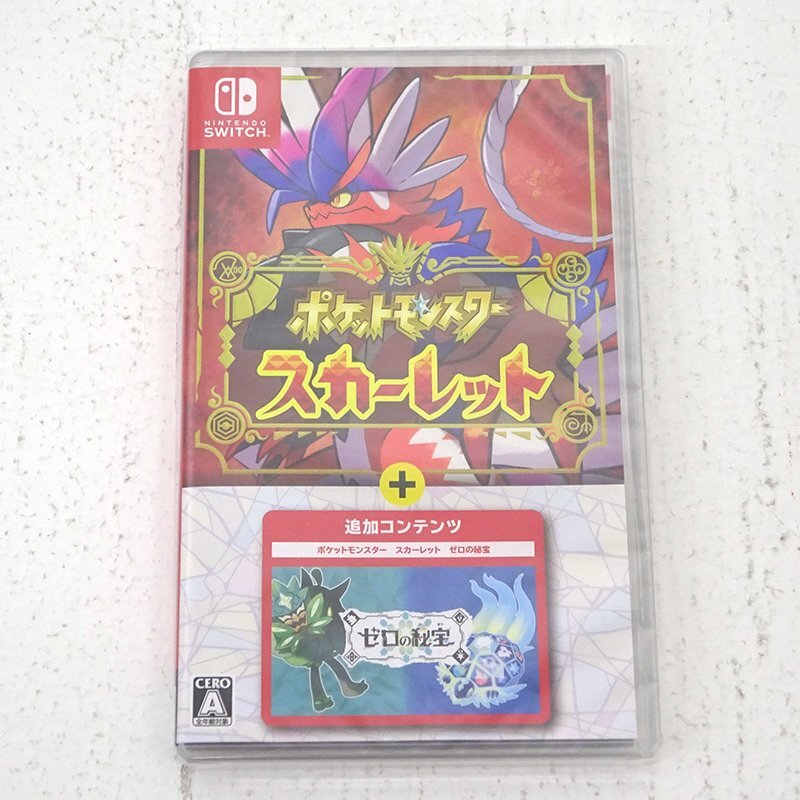 NINTENDO
SWITCH™
ポケットモンスター
スカーレット
+
追加コンテンツ
ポケットモンスター スカーレット ゼロの秘宝
ゼロの秘宝
CERO
A
全年齢対象